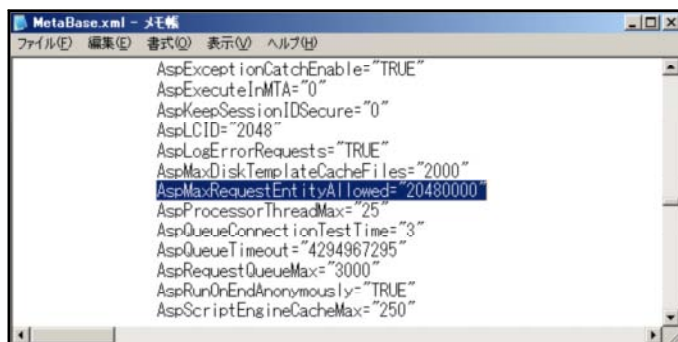 MetaBase.xml - メモ帳
ファイル(F) 編集(E) 書式(O) 表示(V) ヘルプ(H)
AspExceptionCatchEnable="TRUE"
AspExecuteInMTA="0"
AspKeepSessionIDSecure="0"
AspLCID="2048"
AspLogErrorRequests="TRUE"
AspMaxDiskTemplateCacheFiles="2000"
AspMaxRequestEntityAllowed="20480000"
AspProcessorThreadMax="25"
AspQueueConnectionTestTime="3"
AspQueueTimeout="4294967295"
AspRequestQueueMax="3000"
AspRunOnEndAnonymously="TRUE"
AspScriptEngineCacheMax="250"